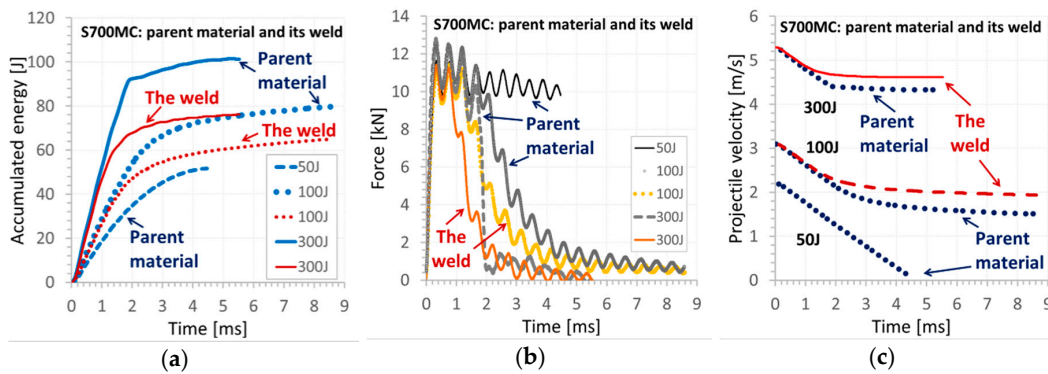 S700MC: parent material and its weld
Accumulated energy [J]
120
100
80
60
40
20
0
Parent
material
The weld
The weld
50J
100J
100J
300J
300J
Parent
material
0 1 2 3 4 5 6 7 8 9
Time [ms]
(a)
S700MC: parent material and its weld
Force [kN]
14
12
10
8
6
4
2
0
Parent
material
The
weld
50J
100J
100J
300J
300J
0 1 2 3 4 5 6 7 8 9
Time [ms]
(b)
S700MC: parent material and its weld
Projectile velocity [m/s]
6
5
4
3
2
1
0
300J
Parent
material
The
weld
100J
50J
Parent
material
0 1 2 3 4 5 6 7 8 9
Time [ms]
(c)